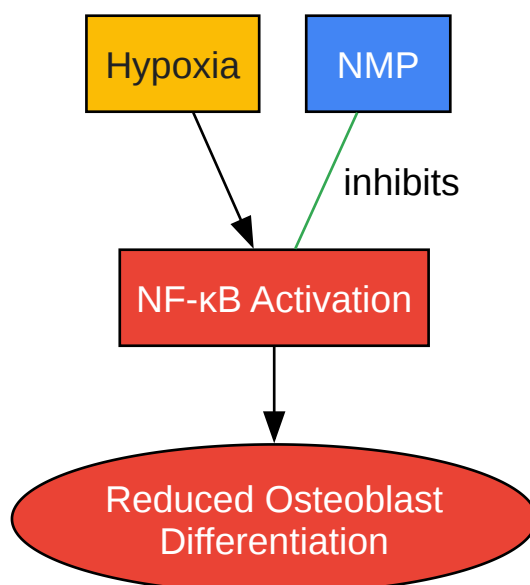 Hypoxia
NMP
inhibits
NF-κB Activation
Reduced Osteoblast
Differentiation